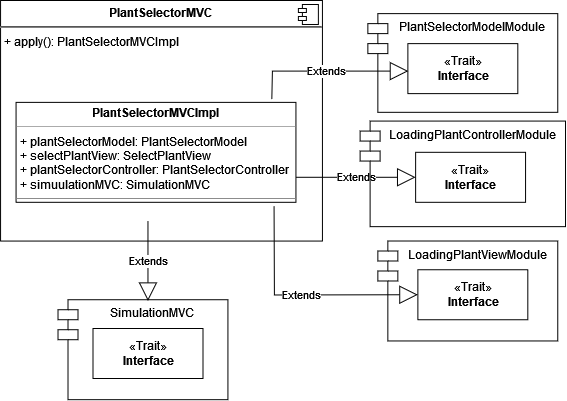 PlantSelectorMVC
+ apply(): PlantSelectorMVCImpl
PlantSelectorMVCImpl
+ plantSelectorModel: PlantSelectorModel
+ selectPlantView: SelectPlantView
+ plantSelectorController: PlantSelectorController
+ simuulationMVC: SimulationMVC
Extends
PlantSelectorModelModule
«Trait»
Interface
Extends
LoadingPlantControllerModule
«Trait»
Interface
Extends
LoadingPlantViewModule
«Trait»
Interface
Extends
SimulationMVC
«Trait»
Interface